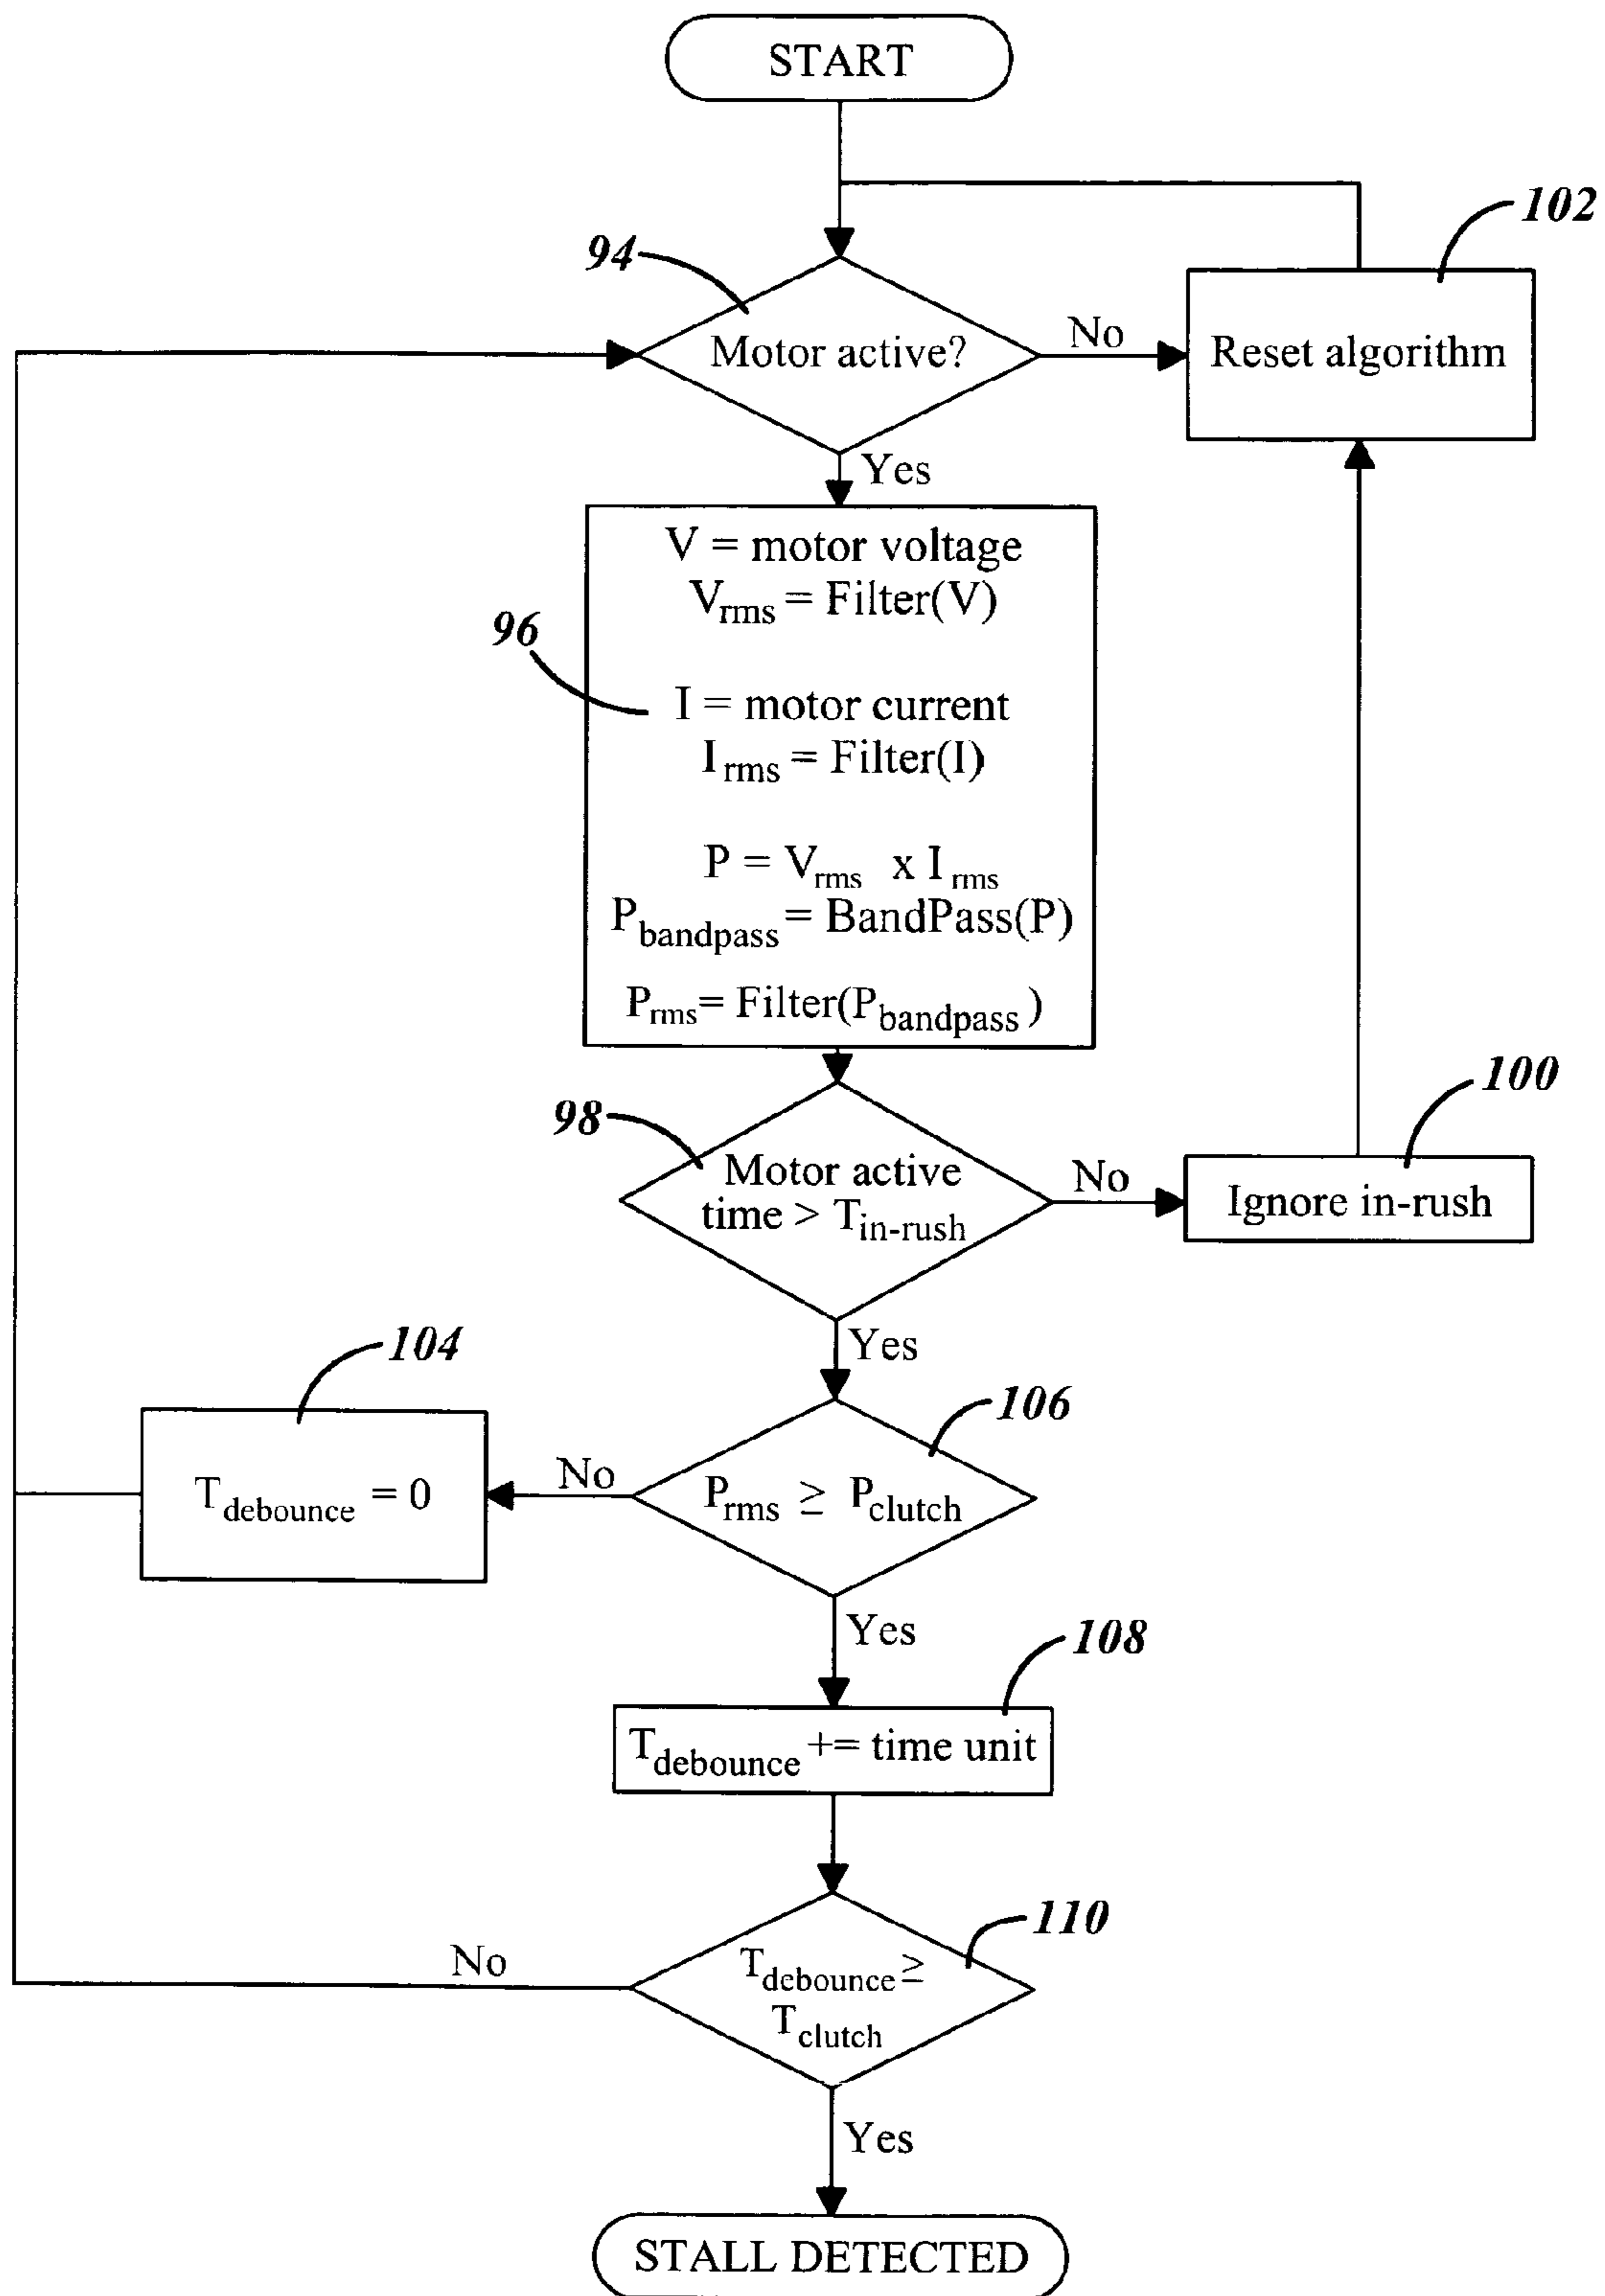 START
102
94
Motor active?
No
Reset algorithm
Yes
V = motor voltage
Vrms = Filter(V)
96
I = motor current
Irms = Filter(I)
P = Vrms x Irms
Pbandpass = BandPass(P)
Prms= Filter(Pbandpass)
100
98
Motor active
time > Tin-rush
No
Ignore in-rush
Yes
104
106
Tdebounce = 0
No
Prms ≥ Pclutch
Yes
108
Tdebounce += time unit
110
No
Tdebounce ≥
Tclutch
Yes
STALL DETECTED